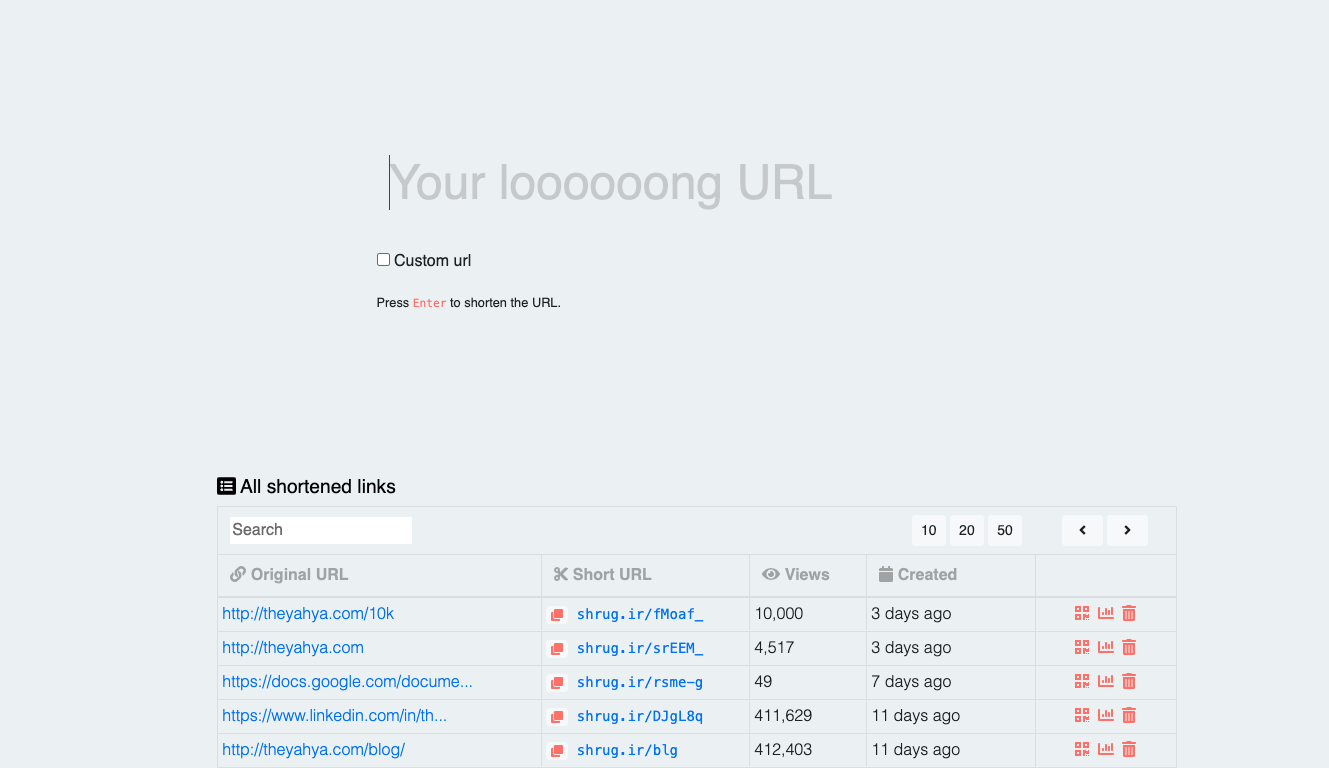 Your loooooong URL
Custom url
Press Enter to shorten the URL.
All shortened links
Search 10 20 50
Original URL Short URL Views Created
http://theyahya.com/10k shrug.ir/fMoaf_ 10,000 3 days ago
http://theyahya.com shrug.ir/srEEM_ 4,517 3 days ago
https://docs.google.com/docume... shrug.ir/rsme-g 49 7 days ago
https://www.linkedin.com/in/th... shrug.ir/DJgL8q 411,629 11 days ago
http://theyahya.com/blog/ shrug.ir/blg 412,403 11 days ago